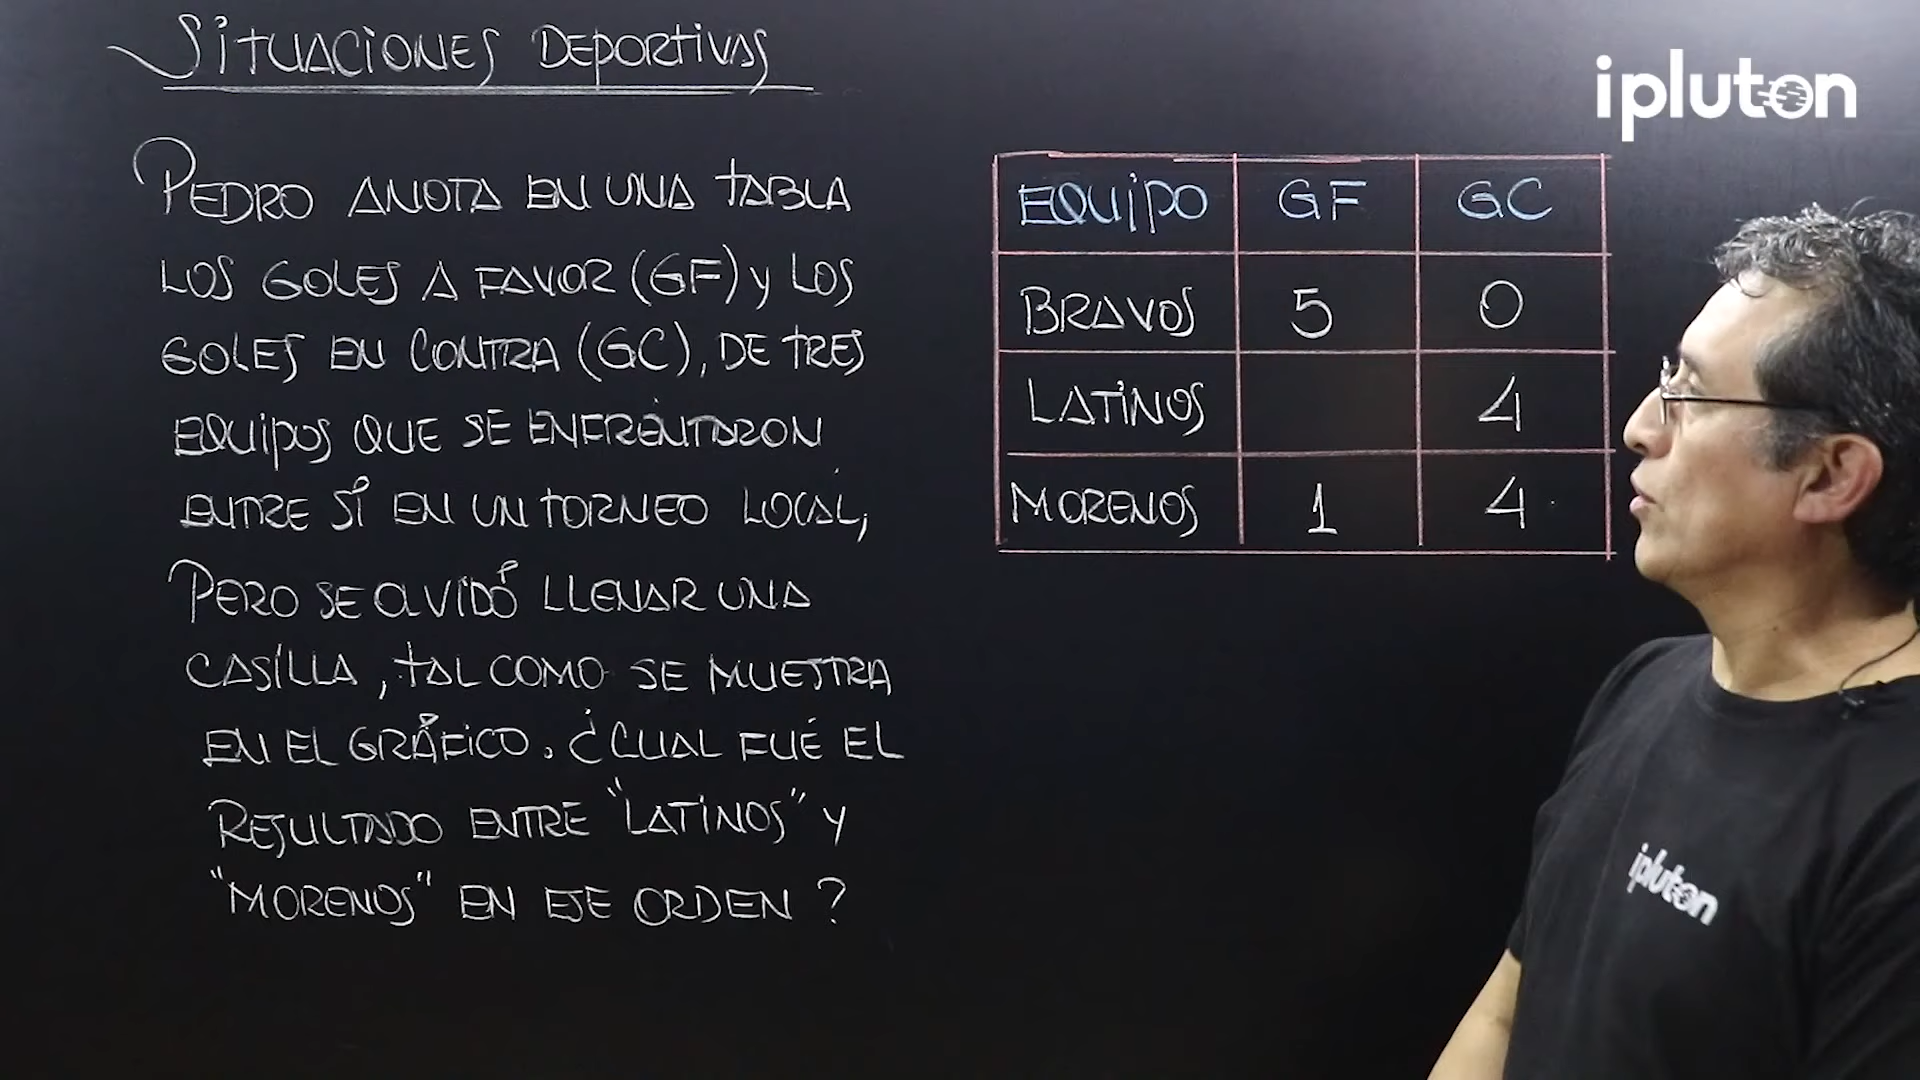 SITUACIONES DEPORTIVAS
PEDRO ANOTA EN UNA TABLA
LOS GOLES A FAVOR (GF) Y LOS
GOLES EN CONTRA (GC), DE TRES
EQUIPOS QUE SE ENFRENTARON
ENTRE SÍ EN UN TORNEO LOCAL,
PERO SE OLVIDÓ LLENAR UNA
CASILLA, TAL COMO SE MUESTRA
EN EL GRÁFICO. ¿CUAL FUÉ EL
RESULTADO ENTRE "LATINOS" Y
"MORENOS" EN ESE ORDEN?
ipluton
EQUIPO GF GC
BRAVOS 5 0
LATINOS 4
MORENOS 1 4
ipluton